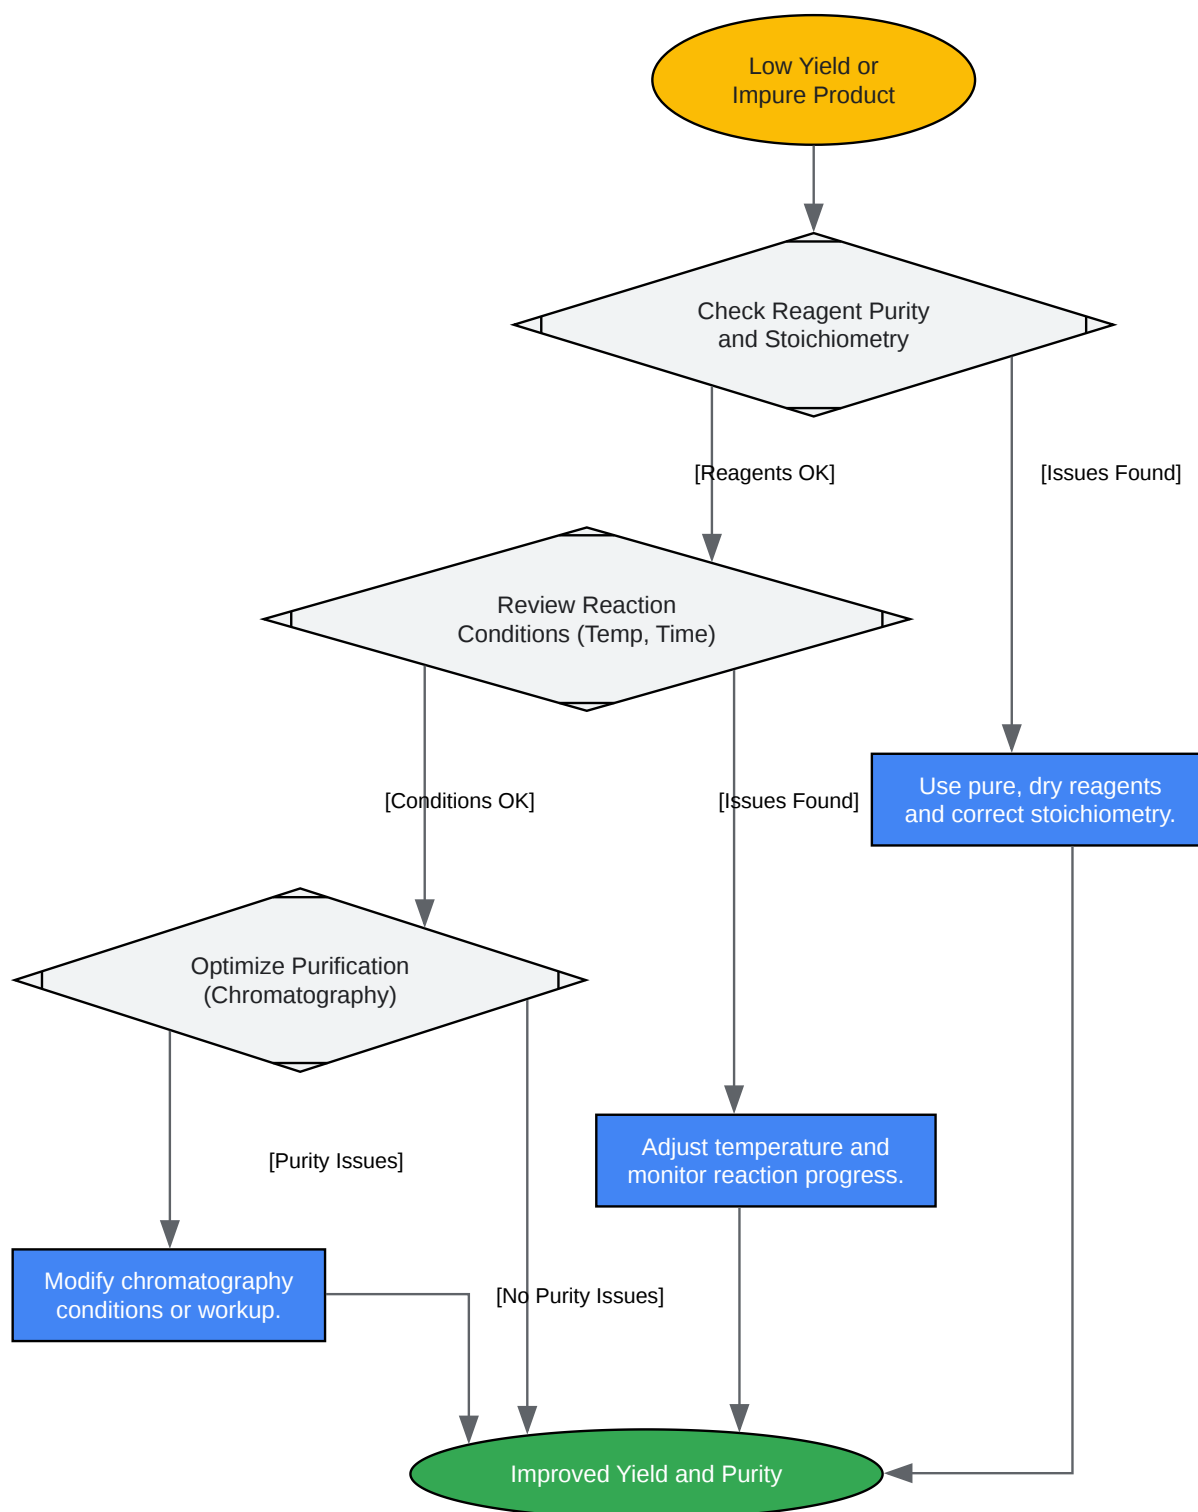 Low Yield or
Impure Product
Check Reagent Purity
and Stoichiometry
[Reagents OK]
[Issues Found]
Review Reaction
Conditions (Temp, Time)
Use pure, dry reagents
and correct stoichiometry.
[Conditions OK]
[Issues Found]
Optimize Purification
(Chromatography)
Adjust temperature and
monitor reaction progress.
[Purity Issues]
Modify chromatography
conditions or workup.
[No Purity Issues]
Improved Yield and Purity